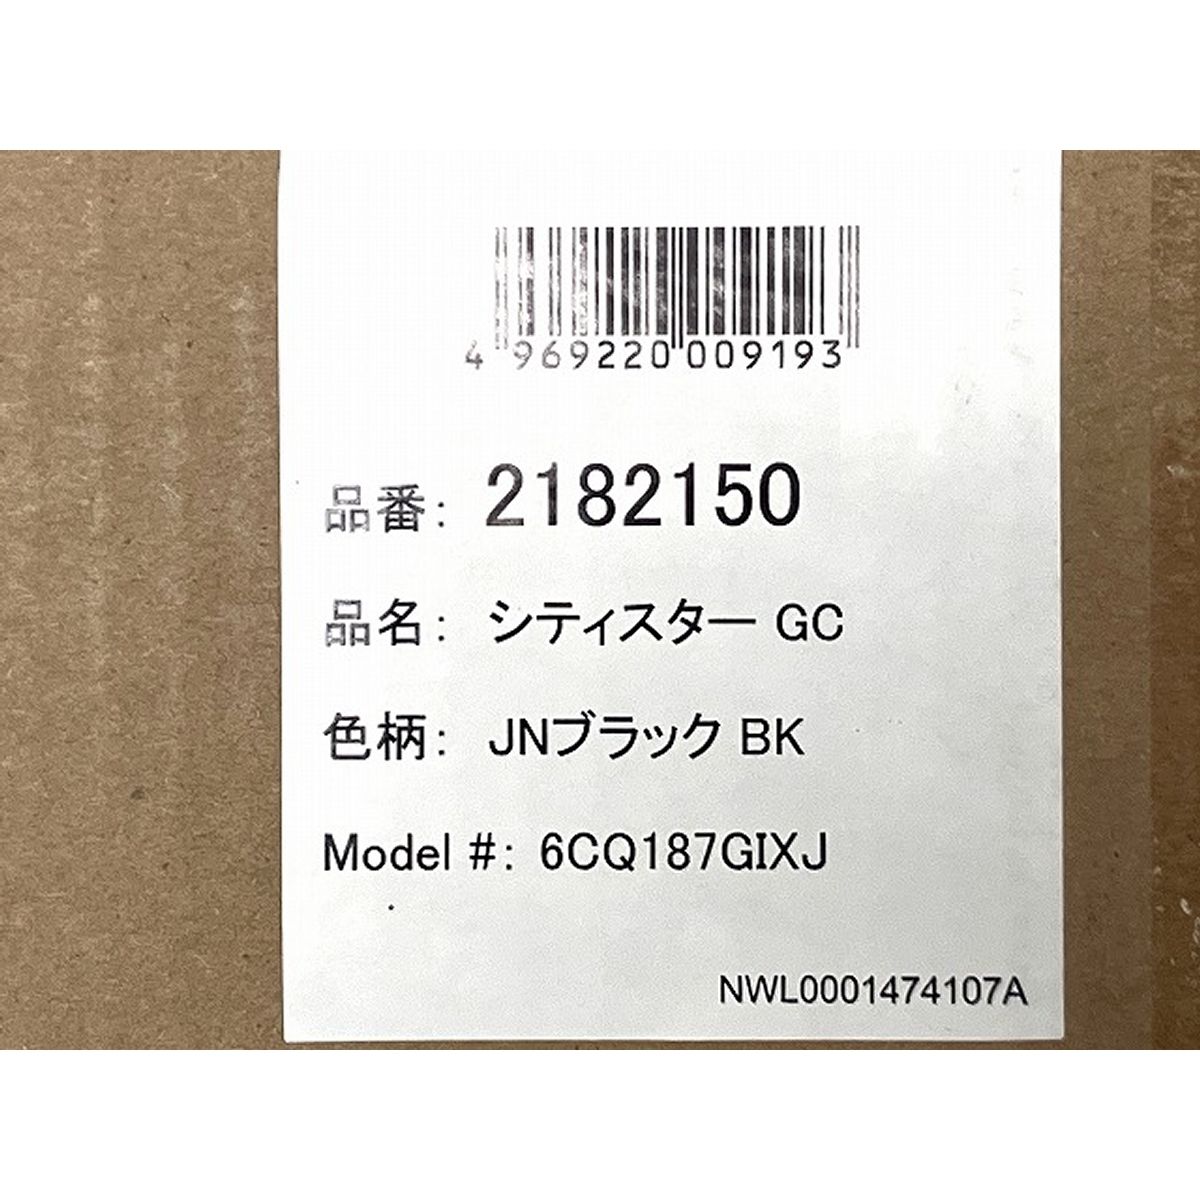 4 969220 009193
品番: 2182150
品名: シティスター GC
色柄: JNブラック BK
Model #: 6CQ187GIXJ
NWL0001474107A